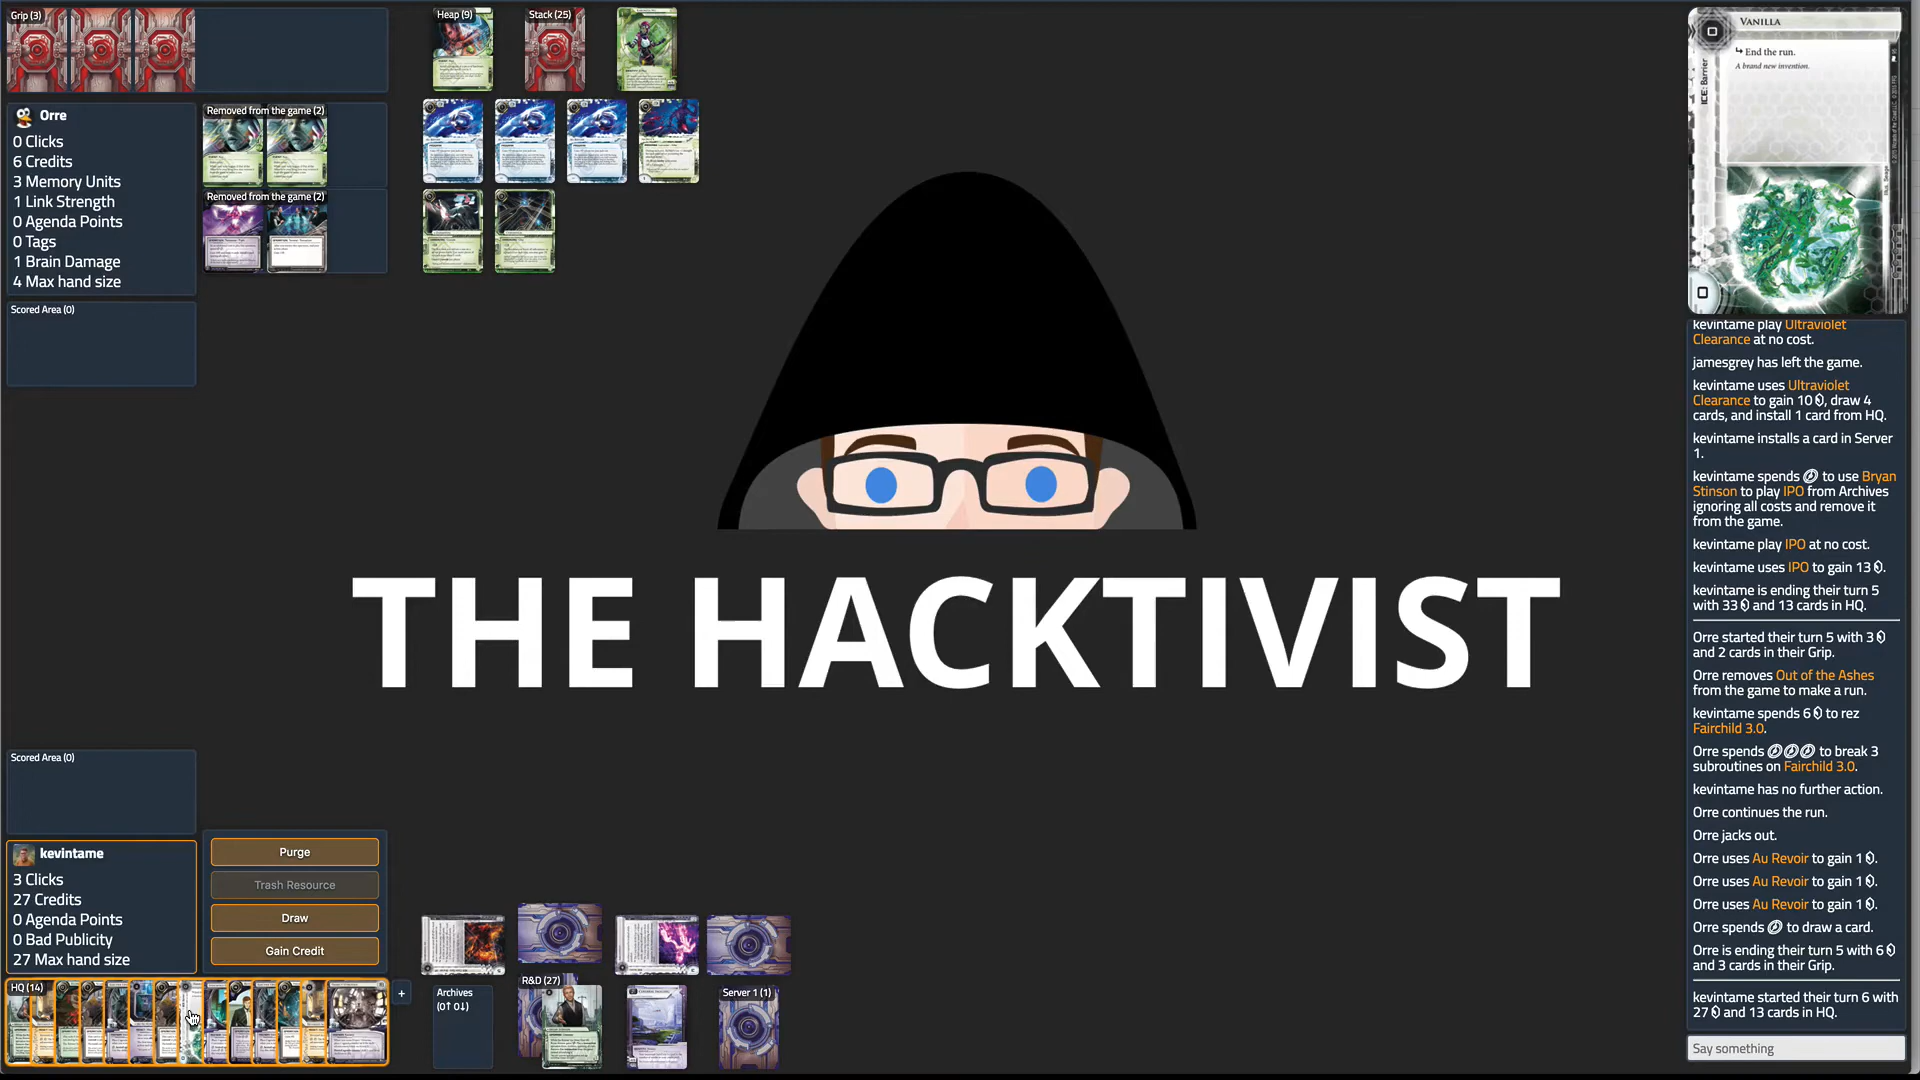 Grip (3)
Heap (9)
Stack (25)
Orre
0 Clicks
6 Credits
3 Memory Units
1 Link Strength
0 Agenda Points
0 Tags
1 Brain Damage
4 Max hand size
Removed from the game (2)
Removed from the game (2)
Scored Area (0)
THE HACKTIVIST
Scored Area (0)
kevintame
3 Clicks
27 Credits
0 Agenda Points
0 Bad Publicity
27 Max hand size
Purge
Trash Resource
Draw
Gain Credit
HQ (14)
+
Archives
(0↑ 0↓)
R&D (27)
Server 1 (1)
VANILLA
End the run.
A brand new invention.
ICE: Barrier
kevintame play Ultraviolet
Clearance at no cost.
jamesgrey has left the game.
kevintame uses Ultraviolet
Clearance to gain 10, draw 4
cards, and install 1 card from HQ.
kevintame installs a card in Server
1.
kevintame spends to use Bryan
Stinson to play IPO from Archives
ignoring all costs and remove it
from the game.
kevintame play IPO at no cost.
kevintame uses IPO to gain 13.
kevintame is ending their turn 5
with 33 and 13 cards in HQ.
Orre started their turn 5 with 3
and 2 cards in their Grip.
Orre removes Out of the Ashes
from the game to make a run.
kevintame spends 6 to rez
Fairchild 3.0.
Orre spends to break 3
subroutines on Fairchild 3.0.
kevintame has no further action.
Orre continues the run.
Orre jacks out.
Orre uses Au Revoir to gain 1.
Orre uses Au Revoir to gain 1.
Orre uses Au Revoir to gain 1.
Orre spends to draw a card.
Orre is ending their turn 5 with 6
and 3 cards in their Grip.
kevintame started their turn 6 with
27 and 13 cards in HQ.
Say something